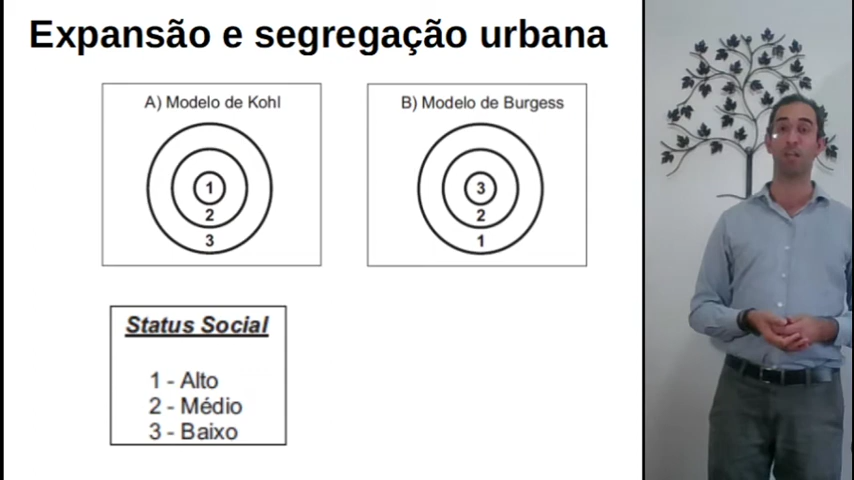 Expansão e segregação urbana
A) Modelo de Kohl
1
2
3
B) Modelo de Burgess
3
2
1
Status Social
1 - Alto
2 - Médio
3 - Baixo